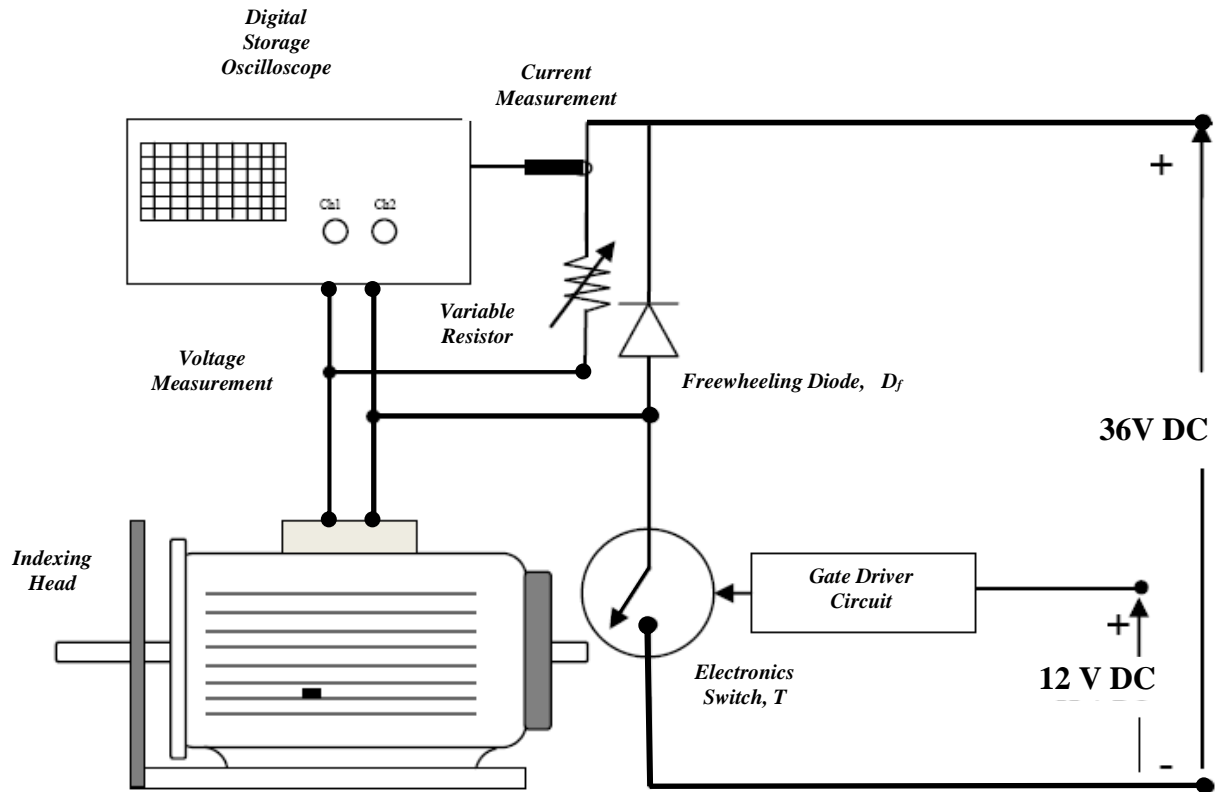 Digital
Storage
Oscilloscope
Current
Measurement
+
Ch1 Ch2
Variable
Resistor
Voltage
Measurement
Freewheeling Diode, Df
36V DC
Indexing
Head
Gate Driver
Circuit
+
Electronics
Switch, T
12 V DC
-